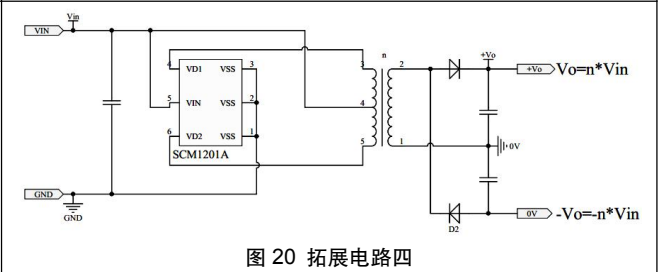 Vin
VIN
n
4 VD1 VSS 3
3
2
+Vo
+Vo
Vo=n*Vin
5 VIN VSS 2
4
6 VD2 VSS 1
5
1
0V
SCM1201A
GND
GND
D2
0V
-Vo=-n*Vin
图 20 拓展电路四